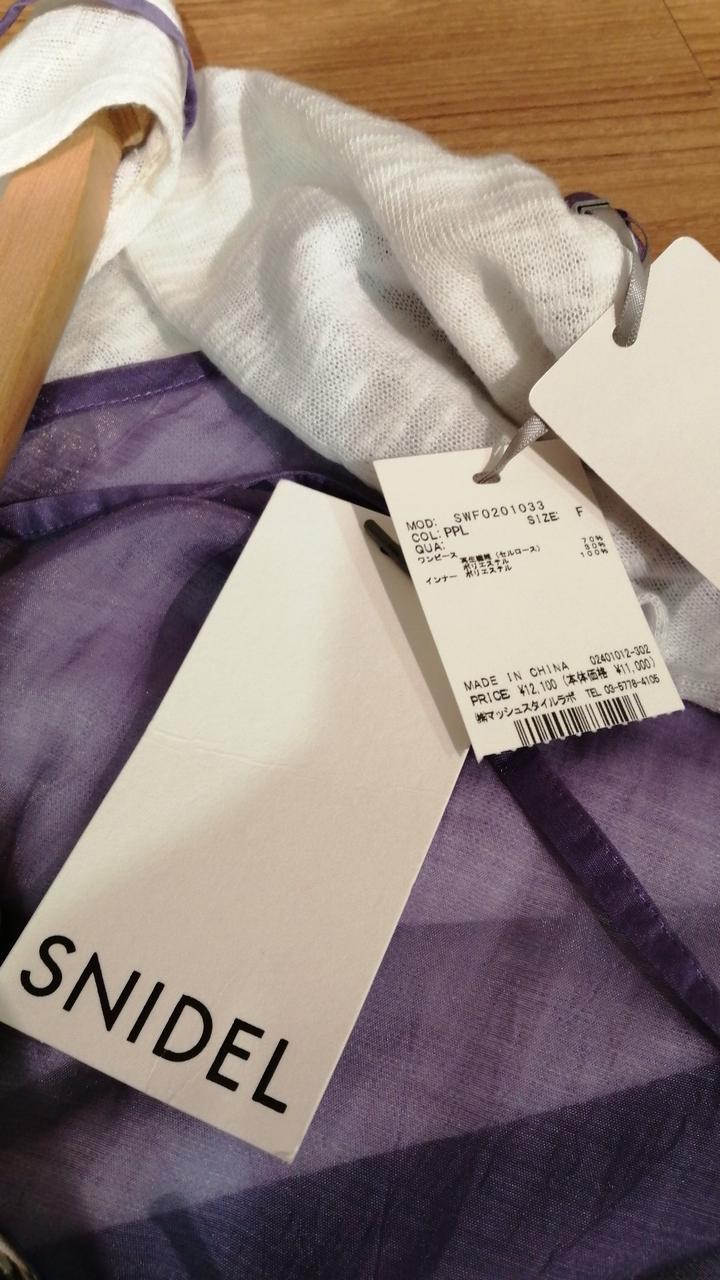 MOD: SWF0201033
COL: PPL SIZE: F
QUA:
ワンピース 再生繊維(セルロース) 70%
ポリエステル 30%
インナー ポリエステル 100%
MADE IN CHINA 02401012-302
PRICE ¥12,100 (本体価格 ¥11,000)
㈱マッシュスタイルラボ TEL 03-5778-4105
SNIDEL